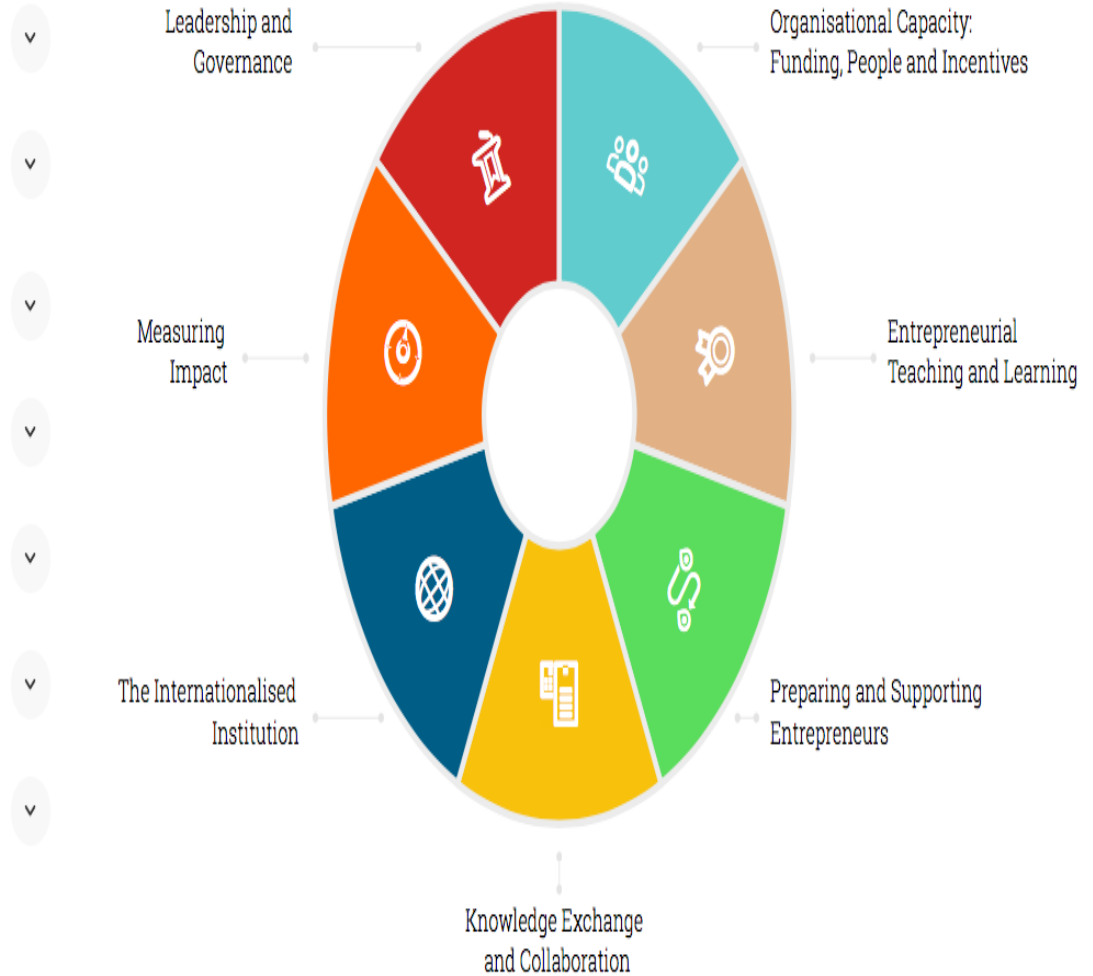 Leadership and
Governance
Organisational Capacity:
Funding, People and Incentives
Measuring
Impact
Entrepreneurial
Teaching and Learning
The Internationalised
Institution
Preparing and Supporting
Entrepreneurs
Knowledge Exchange
and Collaboration